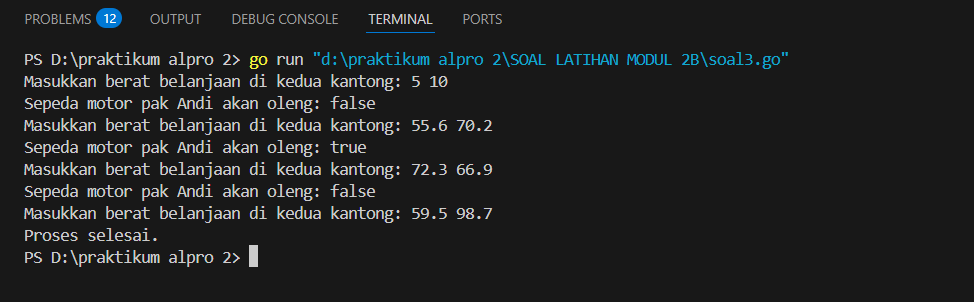 PROBLEMS 12 OUTPUT DEBUG CONSOLE TERMINAL PORTS
PS D:\praktikum alpro 2> go run "d:\praktikum alpro 2\SOAL LATIHAN MODUL 2B\soal3.go"
Masukkan berat belanjaan di kedua kantong: 5 10
Sepeda motor pak Andi akan oleng: false
Masukkan berat belanjaan di kedua kantong: 55.6 70.2
Sepeda motor pak Andi akan oleng: true
Masukkan berat belanjaan di kedua kantong: 72.3 66.9
Sepeda motor pak Andi akan oleng: false
Masukkan berat belanjaan di kedua kantong: 59.5 98.7
Proses selesai.
PS D:\praktikum alpro 2>